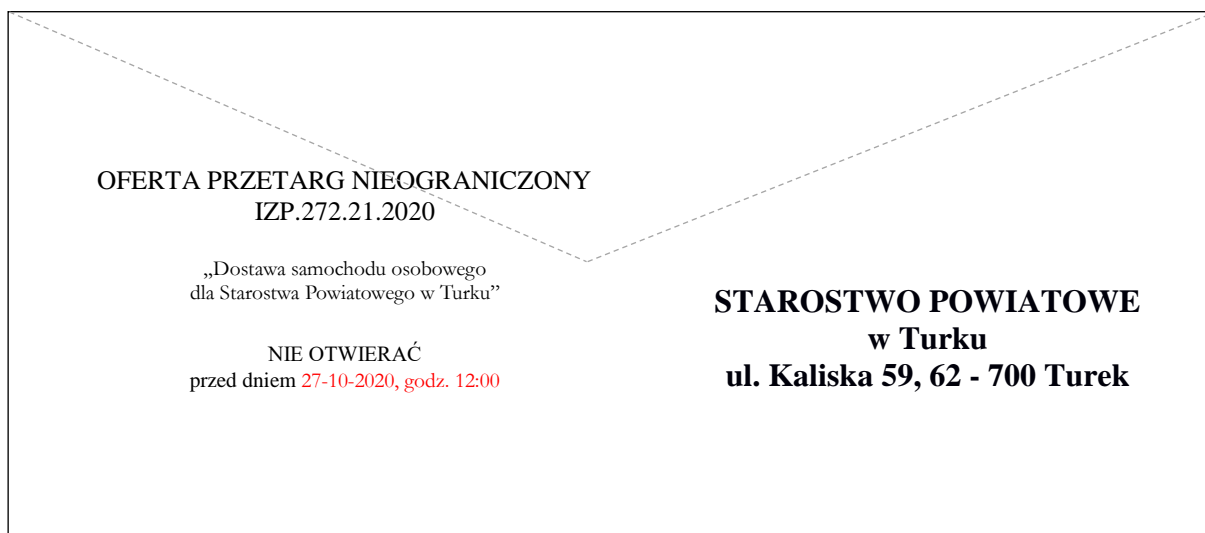 OFERTA PRZETARG NIEOGRANICZONY
IZP.272.21.2020
„Dostawa samochodu osobowego
dla Starostwa Powiatowego w Turku”
NIE OTWIERAĆ
przed dniem 27-10-2020, godz. 12:00
STAROSTWO POWIATOWE
w Turku
ul. Kaliska 59, 62 - 700 Turek